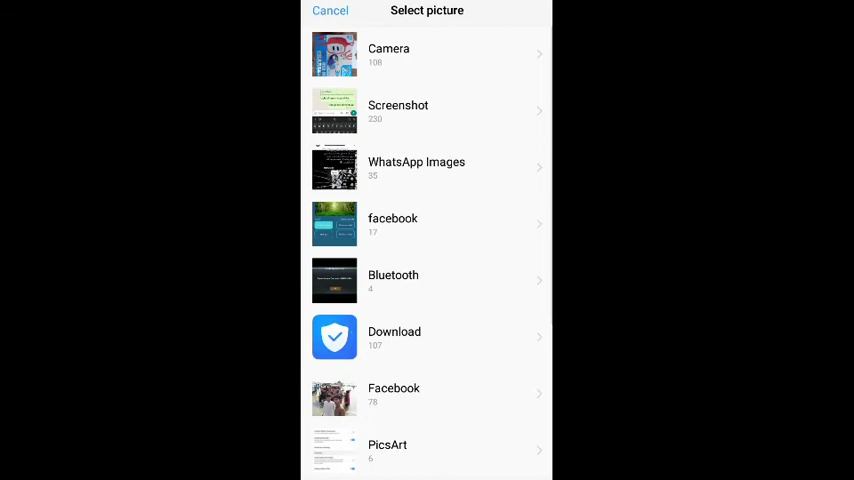 Cancel
Select picture
Camera
108
Screenshot
230
WhatsApp Images
35
facebook
17
Bluetooth
4
Download
107
Facebook
78
PicsArt
6